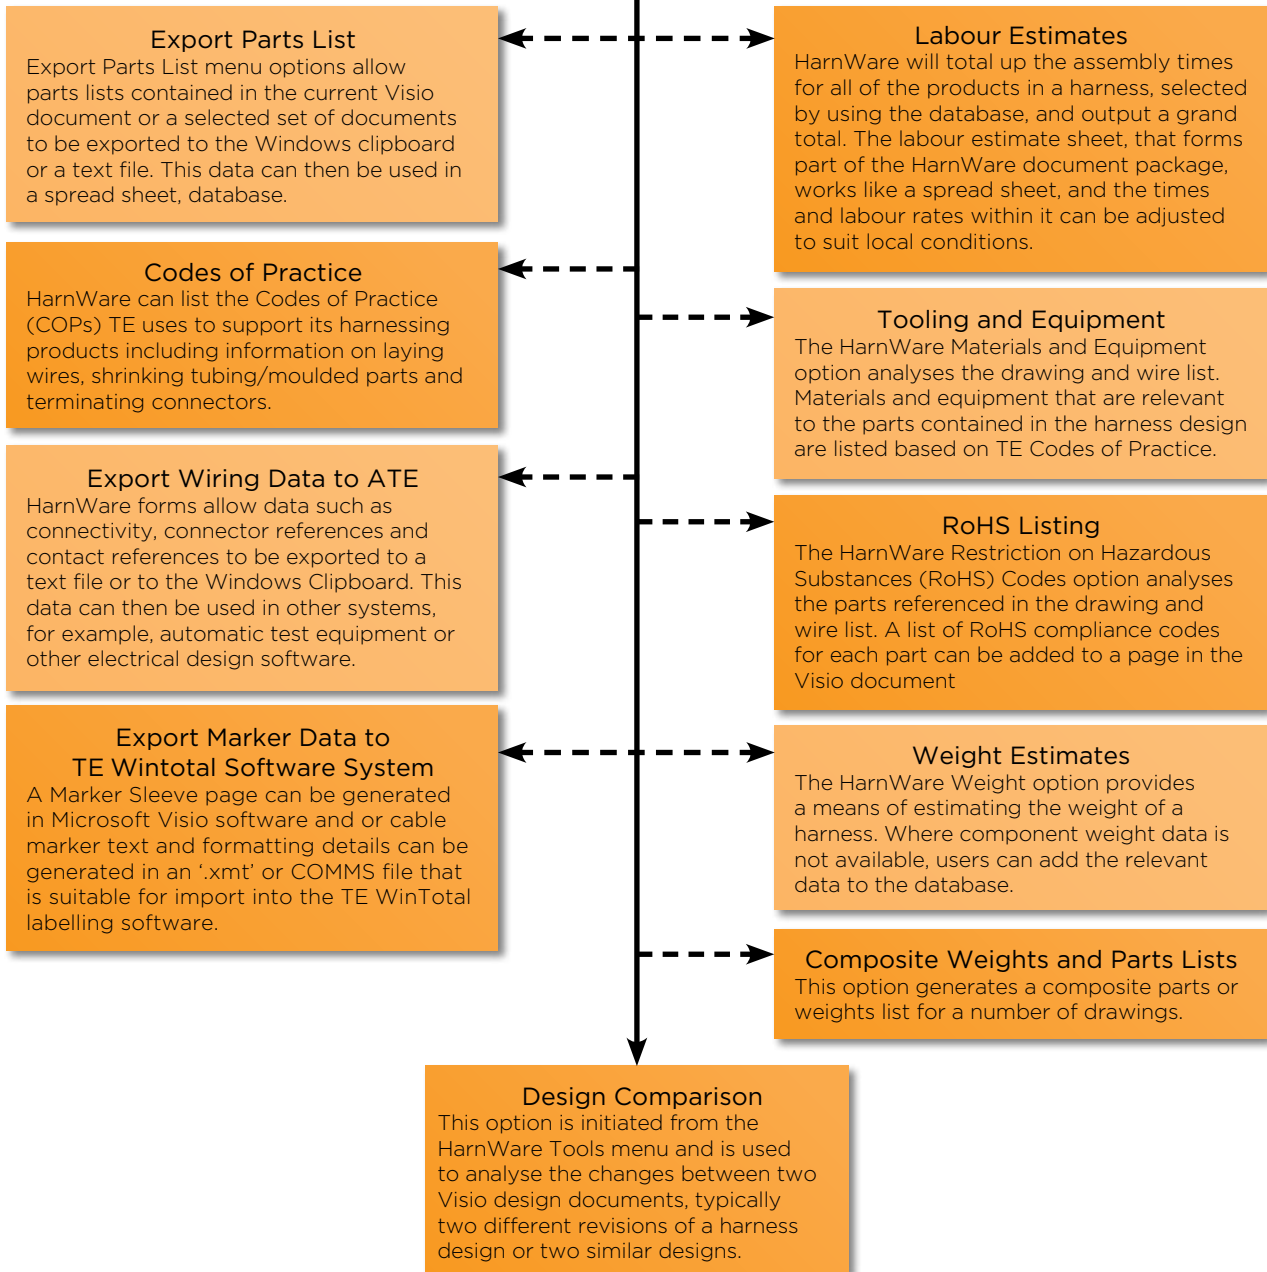 Export Parts List
Export Parts List menu options allow
parts lists contained in the current Visio
document or a selected set of documents
to be exported to the Windows clipboard
or a text file. This data can then be used in
a spread sheet, database.
Codes of Practice
HarnWare can list the Codes of Practice
(COPs) TE uses to support its harnessing
products including information on laying
wires, shrinking tubing/moulded parts and
terminating connectors.
Export Wiring Data to ATE
HarnWare forms allow data such as
connectivity, connector references and
contact references to be exported to a
text file or to the Windows Clipboard. This
data can then be used in other systems,
for example, automatic test equipment or
other electrical design software.
Export Marker Data to
TE Wintotal Software System
A Marker Sleeve page can be generated
in Microsoft Visio software and or cable
marker text and formatting details can be
generated in an ‘.xmt’ or COMMS file that
is suitable for import into the TE WinTotal
labelling software.
Labour Estimates
HarnWare will total up the assembly times
for all of the products in a harness, selected
by using the database, and output a grand
total. The labour estimate sheet, that forms
part of the HarnWare document package,
works like a spread sheet, and the times
and labour rates within it can be adjusted
to suit local conditions.
Tooling and Equipment
The HarnWare Materials and Equipment
option analyses the drawing and wire list.
Materials and equipment that are relevant
to the parts contained in the harness design
are listed based on TE Codes of Practice.
RoHS Listing
The HarnWare Restriction on Hazardous
Substances (RoHS) Codes option analyses
the parts referenced in the drawing and
wire list. A list of RoHS compliance codes
for each part can be added to a page in the
Visio document
Weight Estimates
The HarnWare Weight option provides
a means of estimating the weight of a
harness. Where component weight data is
not available, users can add the relevant
data to the database.
Composite Weights and Parts Lists
This option generates a composite parts or
weights list for a number of drawings.
Design Comparison
This option is initiated from the
HarnWare Tools menu and is used
to analyse the changes between two
Visio design documents, typically
two different revisions of a harness
design or two similar designs.